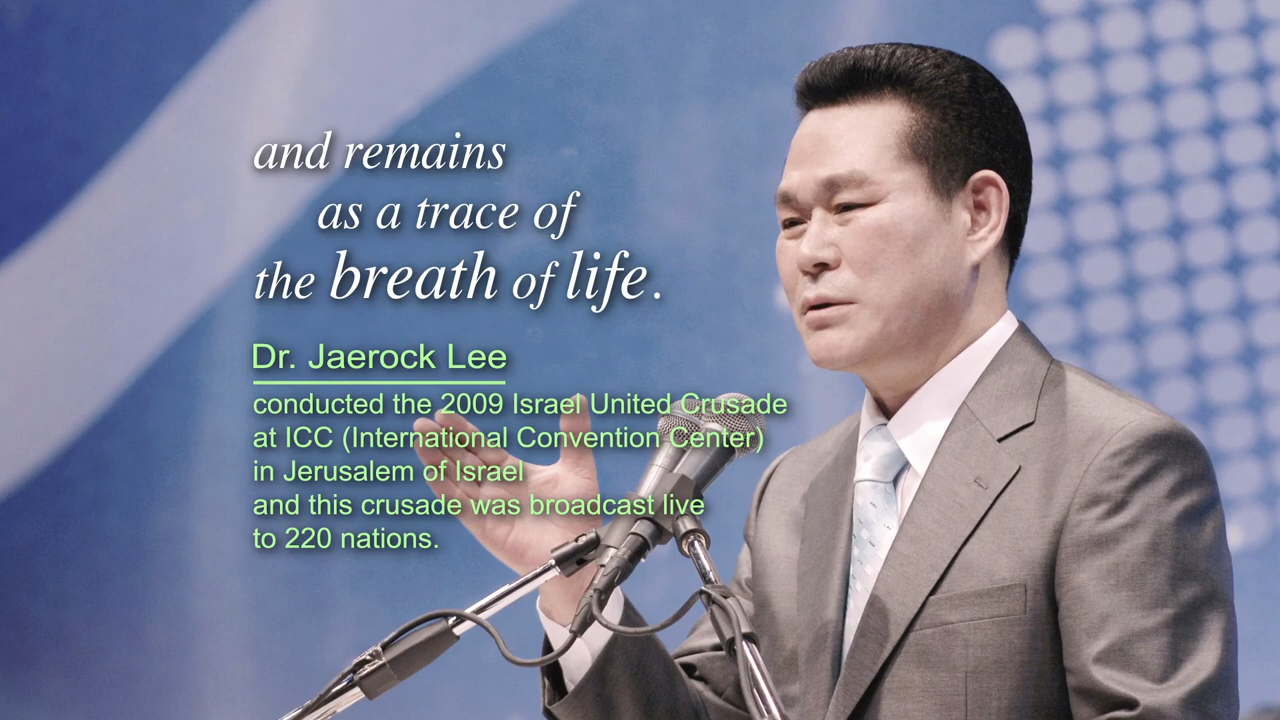 and remains
as a trace of
the breath of life.
Dr. Jaerock Lee
conducted the 2009 Israel United Crusade
at ICC (International Convention Center)
in Jerusalem of Israel
and this crusade was broadcast live
to 220 nations.